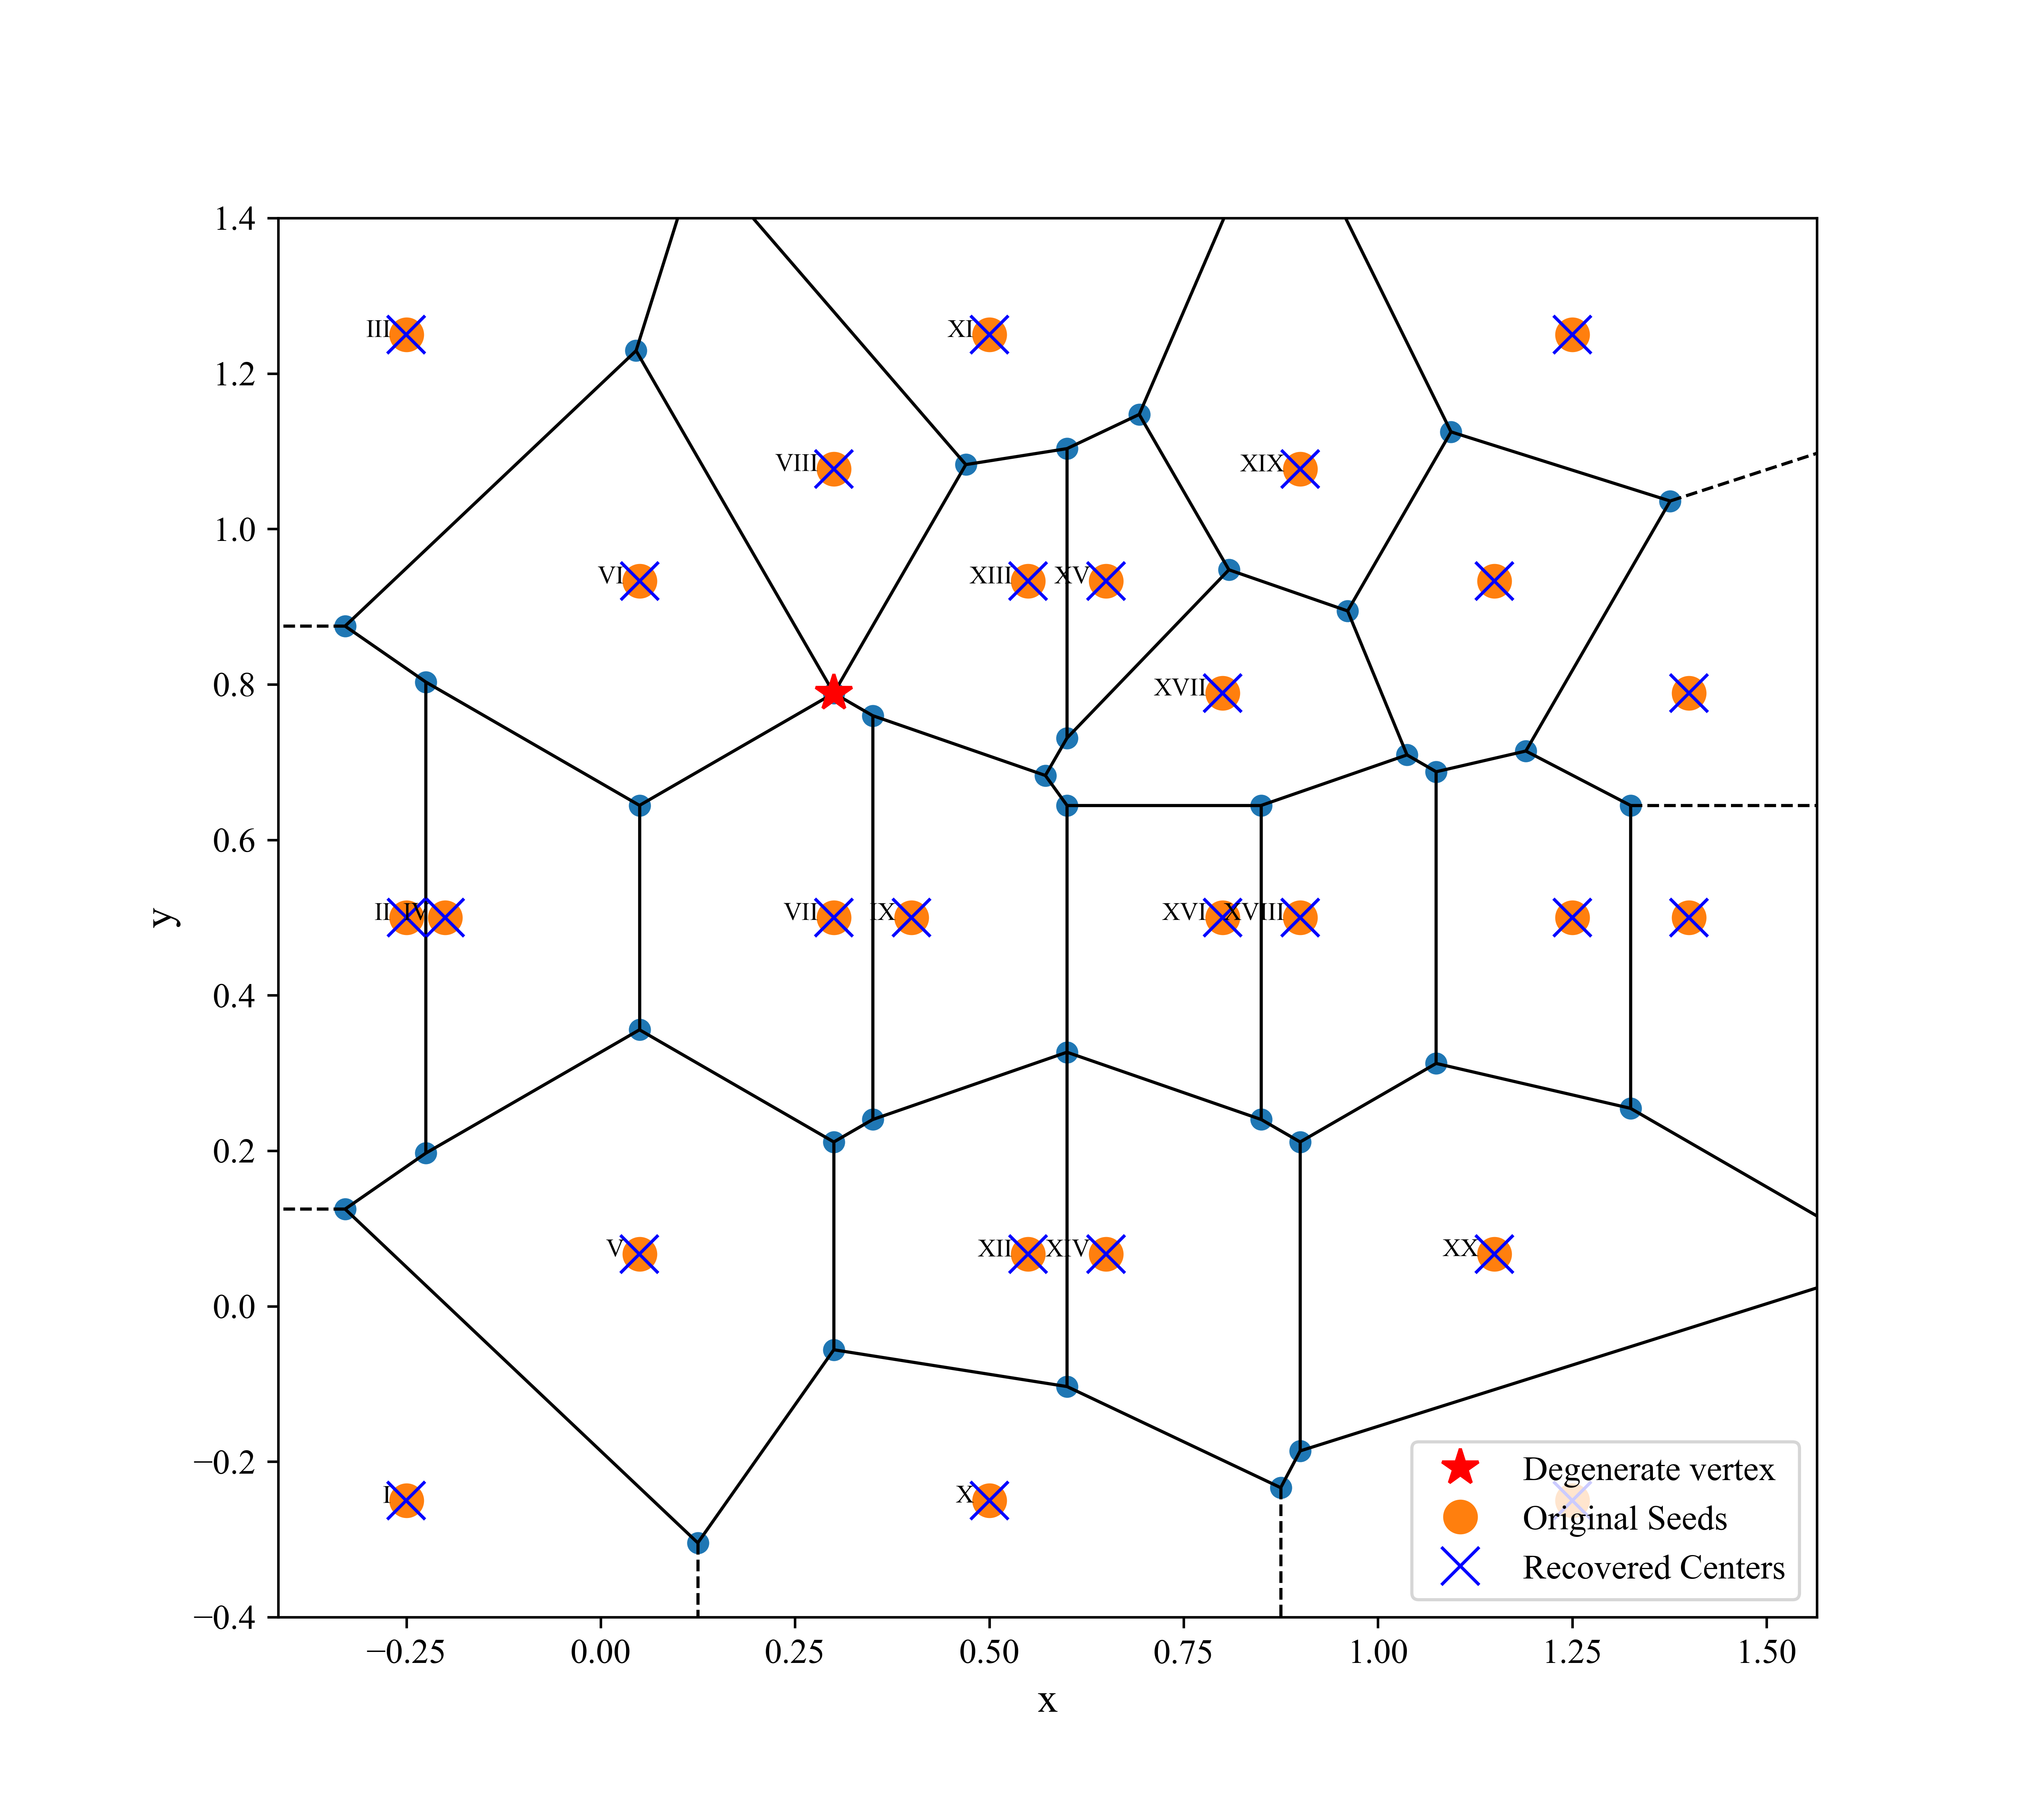 1.4
III
XI
1.2
VIII
XIX
1.0
VI
XIII
XV
0.8
XVII
0.6
y
II
IV
VII
IX
XVI
XVIII
0.4
0.2
V
XII
XIV
XX
0.0
−0.2
I
X
Degenerate vertex
Original Seeds
Recovered Centers
−0.4
−0.25
0.00
0.25
0.50
0.75
1.00
1.25
1.50
x